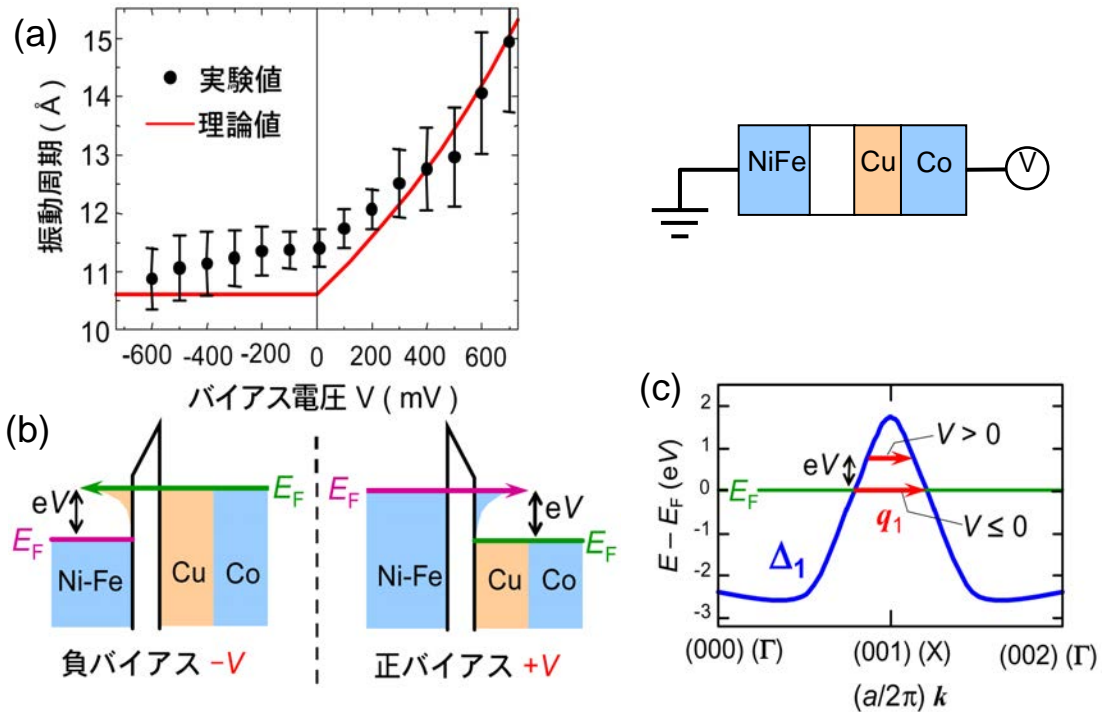 (a)
振動周期 ( Å )
15
14
13
12
11
10
実験値
理論値
-600 -400 -200 0 200 400 600
バイアス電圧 V ( mV )
NiFe Cu Co V
(b)
eV
E_F
E_F
Ni-Fe Cu Co
負バイアス −V
E_F
eV
E_F
Ni-Fe Cu Co
正バイアス +V
(c)
E − E_F (eV)
2
1
0
-1
-2
-3
V > 0
eV
E_F
q₁ V ≤ 0
Δ₁
(000) (Γ) (001) (X) (002) (Γ)
(a/2π) k